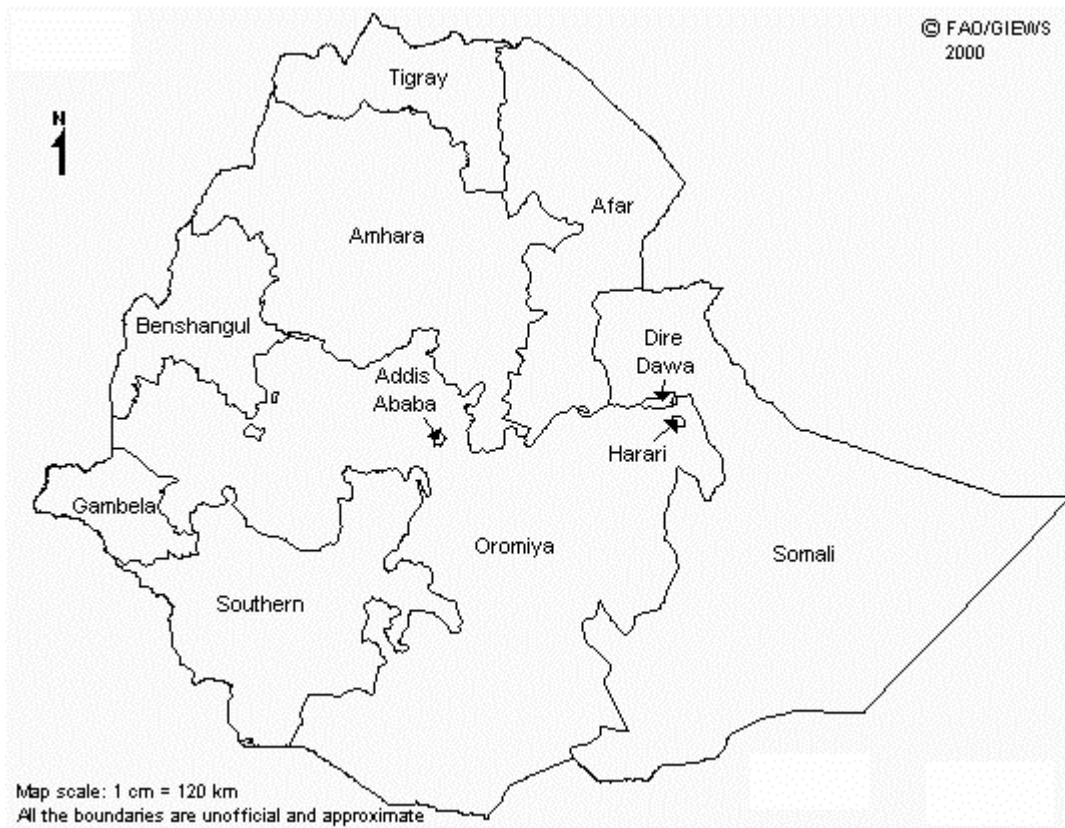 © FAO/GIEWS
2000
N
Tigray
Afar
Amhara
Benshangul
Dire
Dawa
Addis
Ababa
Harari
Gambela
Oromiya
Somali
Southern
Map scale: 1 cm = 120 km
All the boundaries are unofficial and approximate